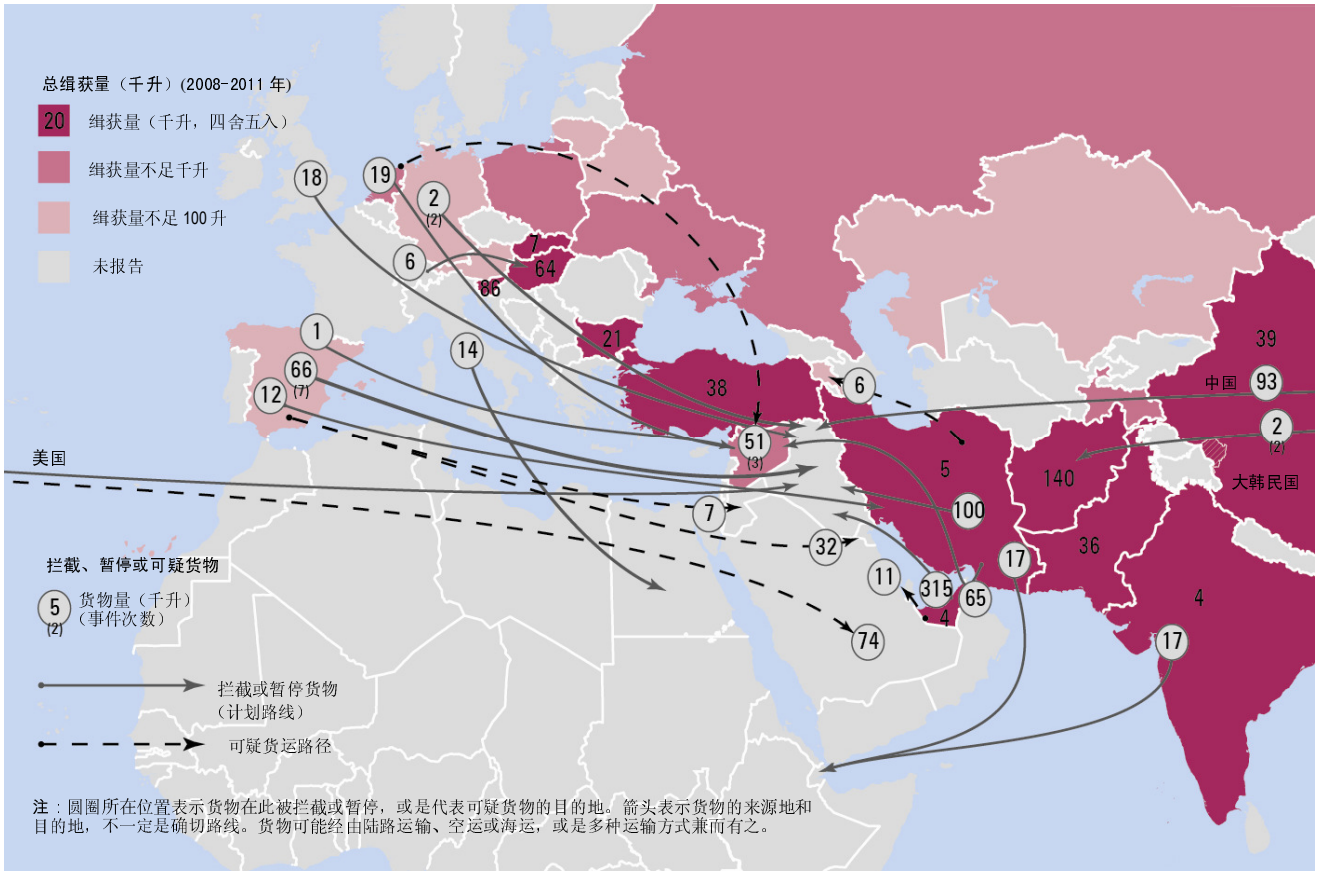 总缉获量（千升）(2008-2011 年)
20 缉获量（千升，四舍五入）
缉获量不足千升
缉获量不足 100 升
未报告
18
19
2
(2)
6
7
64
86
1
66
(7)
12
14
21
38
51
(3)
6
39
中国 93
2
(2)
大韩民国
美国
5
140
100
7
32
36
17
11
315
65
4
4
74
17
拦截、暂停或可疑货物
5 货物量（千升）
(2) （事件次数）
拦截或暂停货物
（计划路线）
可疑货运路径
注：圆圈所在位置表示货物在此被拦截或暂停，或是代表可疑货物的目的地。箭头表示货物的来源地和
目的地，不一定是确切路线。货物可能经由陆路运输、空运或海运，或是多种运输方式兼而有之。